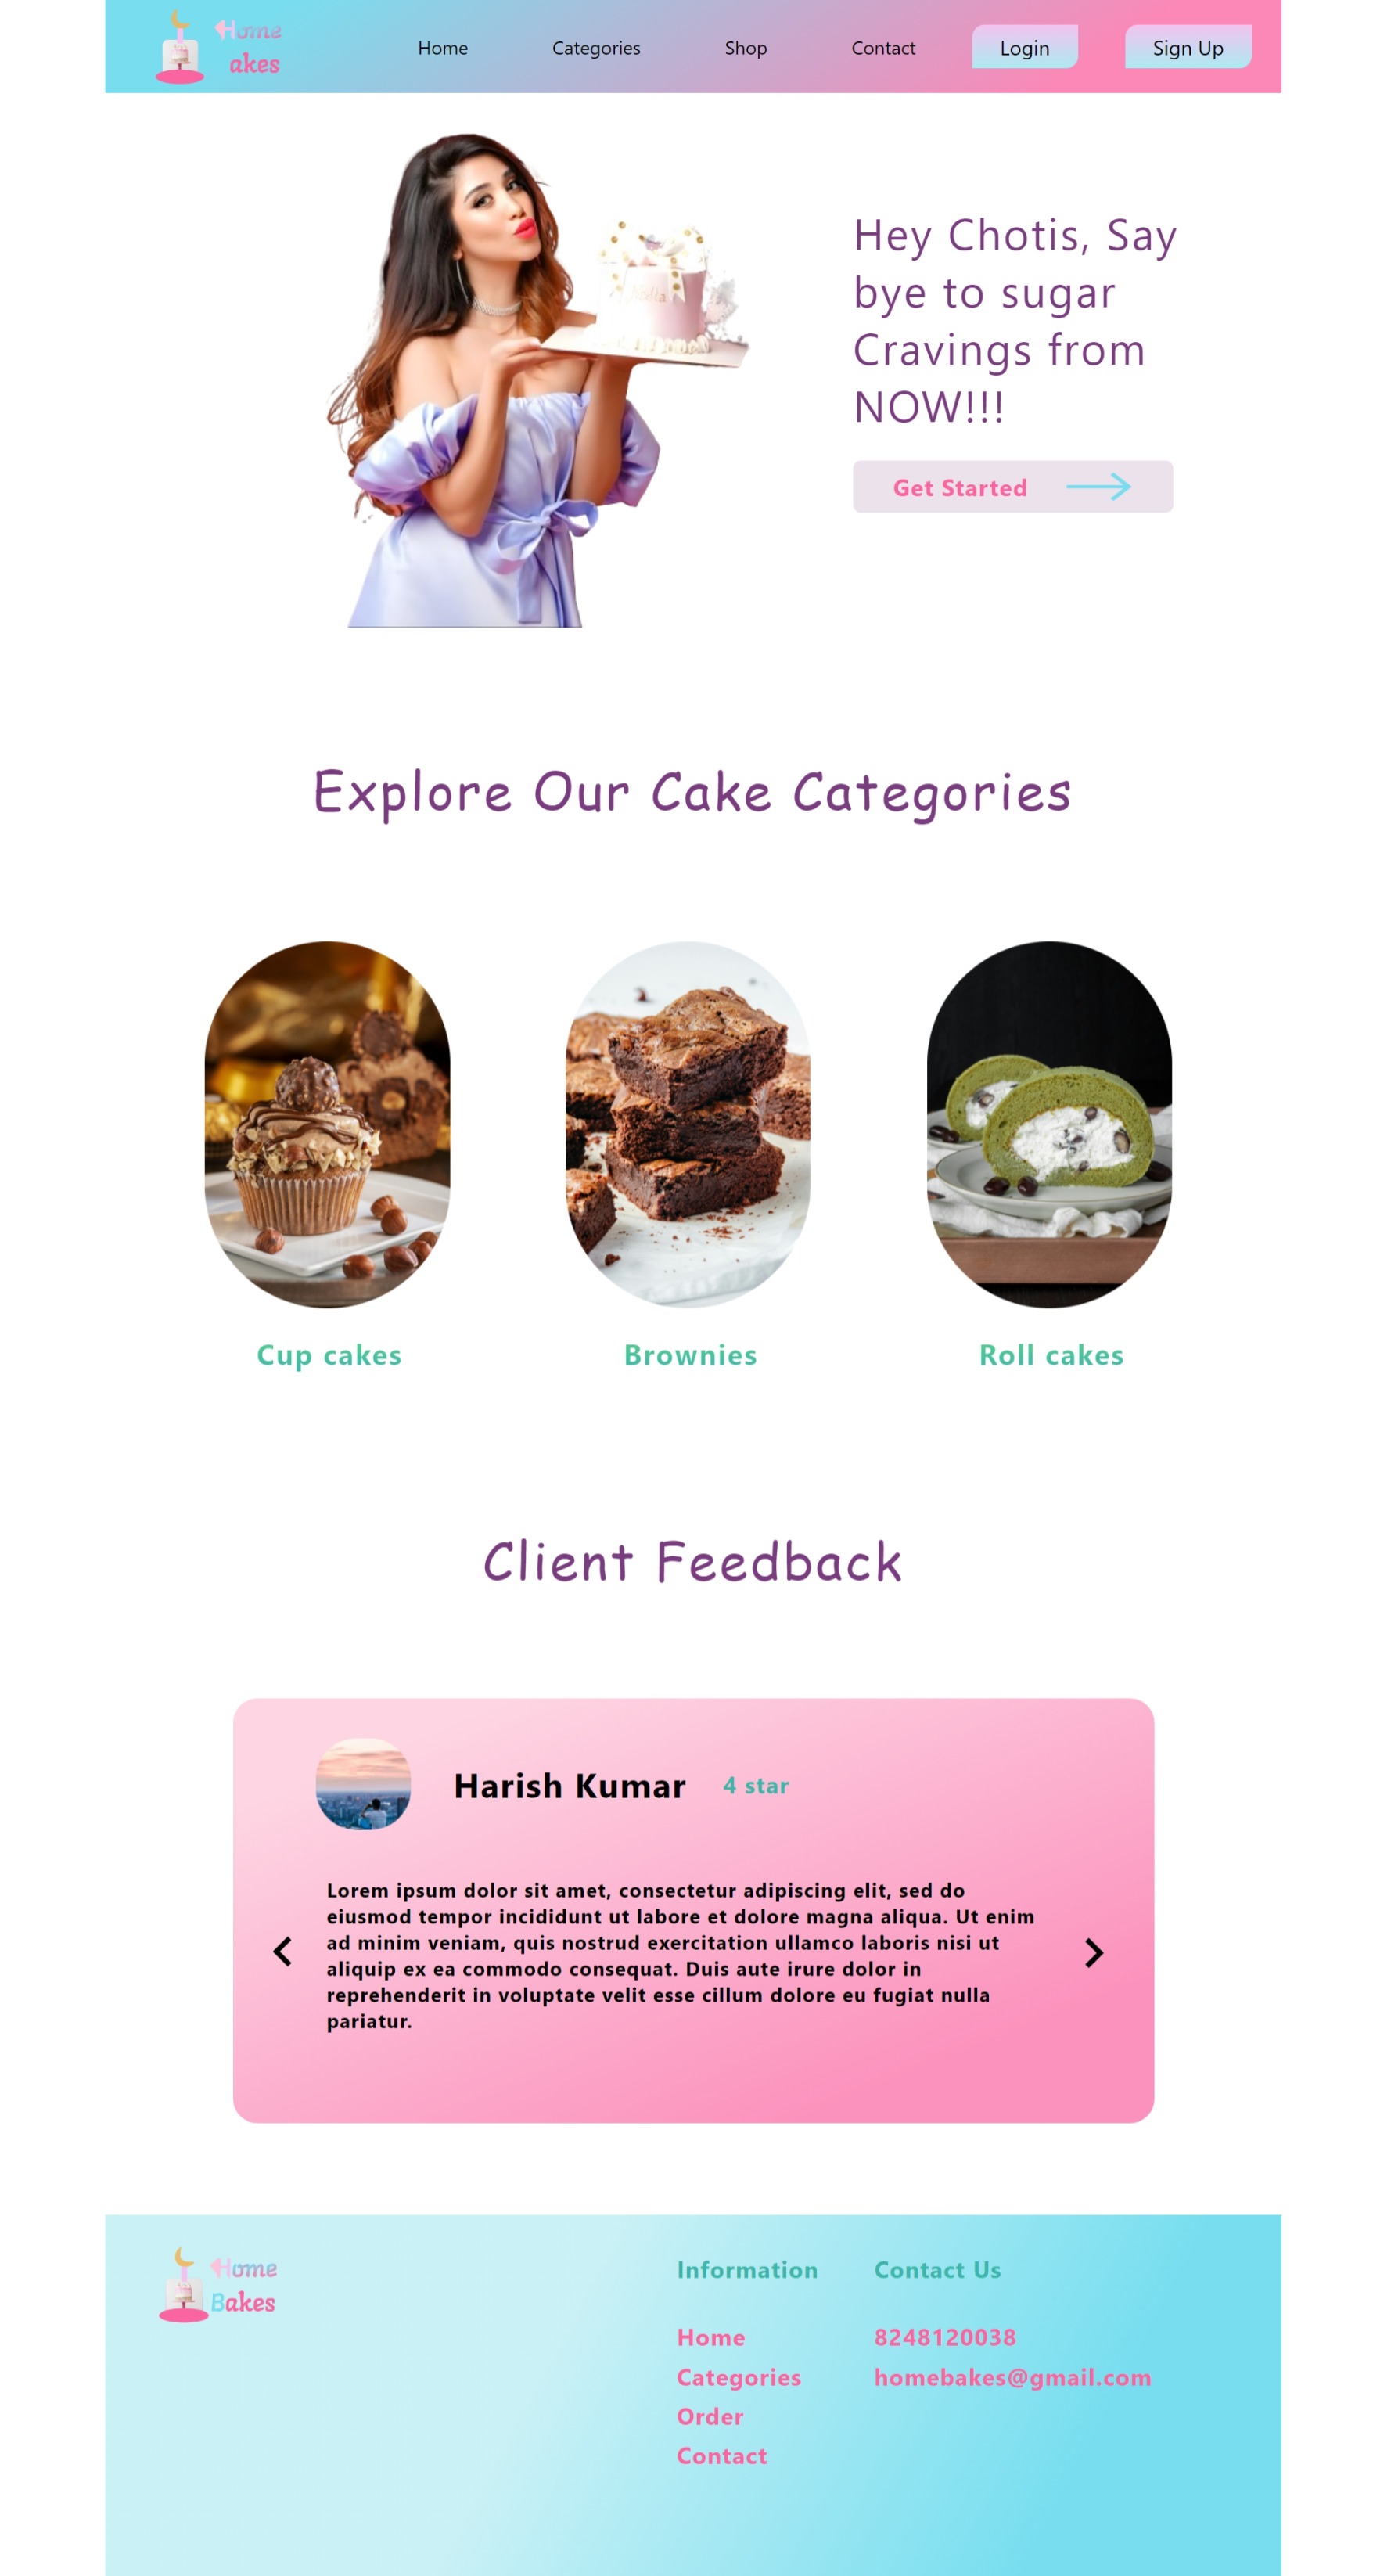 Home
akes
Home
Categories
Shop
Contact
Login
Sign Up
Hey Chotis, Say
bye to sugar
Cravings from
NOW!!!
Get Started
Explore Our Cake Categories
Cup cakes
Brownies
Roll cakes
Client Feedback
Harish Kumar
4 star
Lorem ipsum dolor sit amet, consectetur adipiscing elit, sed do
eiusmod tempor incididunt ut labore et dolore magna aliqua. Ut enim
ad minim veniam, quis nostrud exercitation ullamco laboris nisi ut
aliquip ex ea commodo consequat. Duis aute irure dolor in
reprehenderit in voluptate velit esse cillum dolore eu fugiat nulla
pariatur.
Home
Bakes
Information
Home
Categories
Order
Contact
Contact Us
8248120038
homebakes@gmail.com